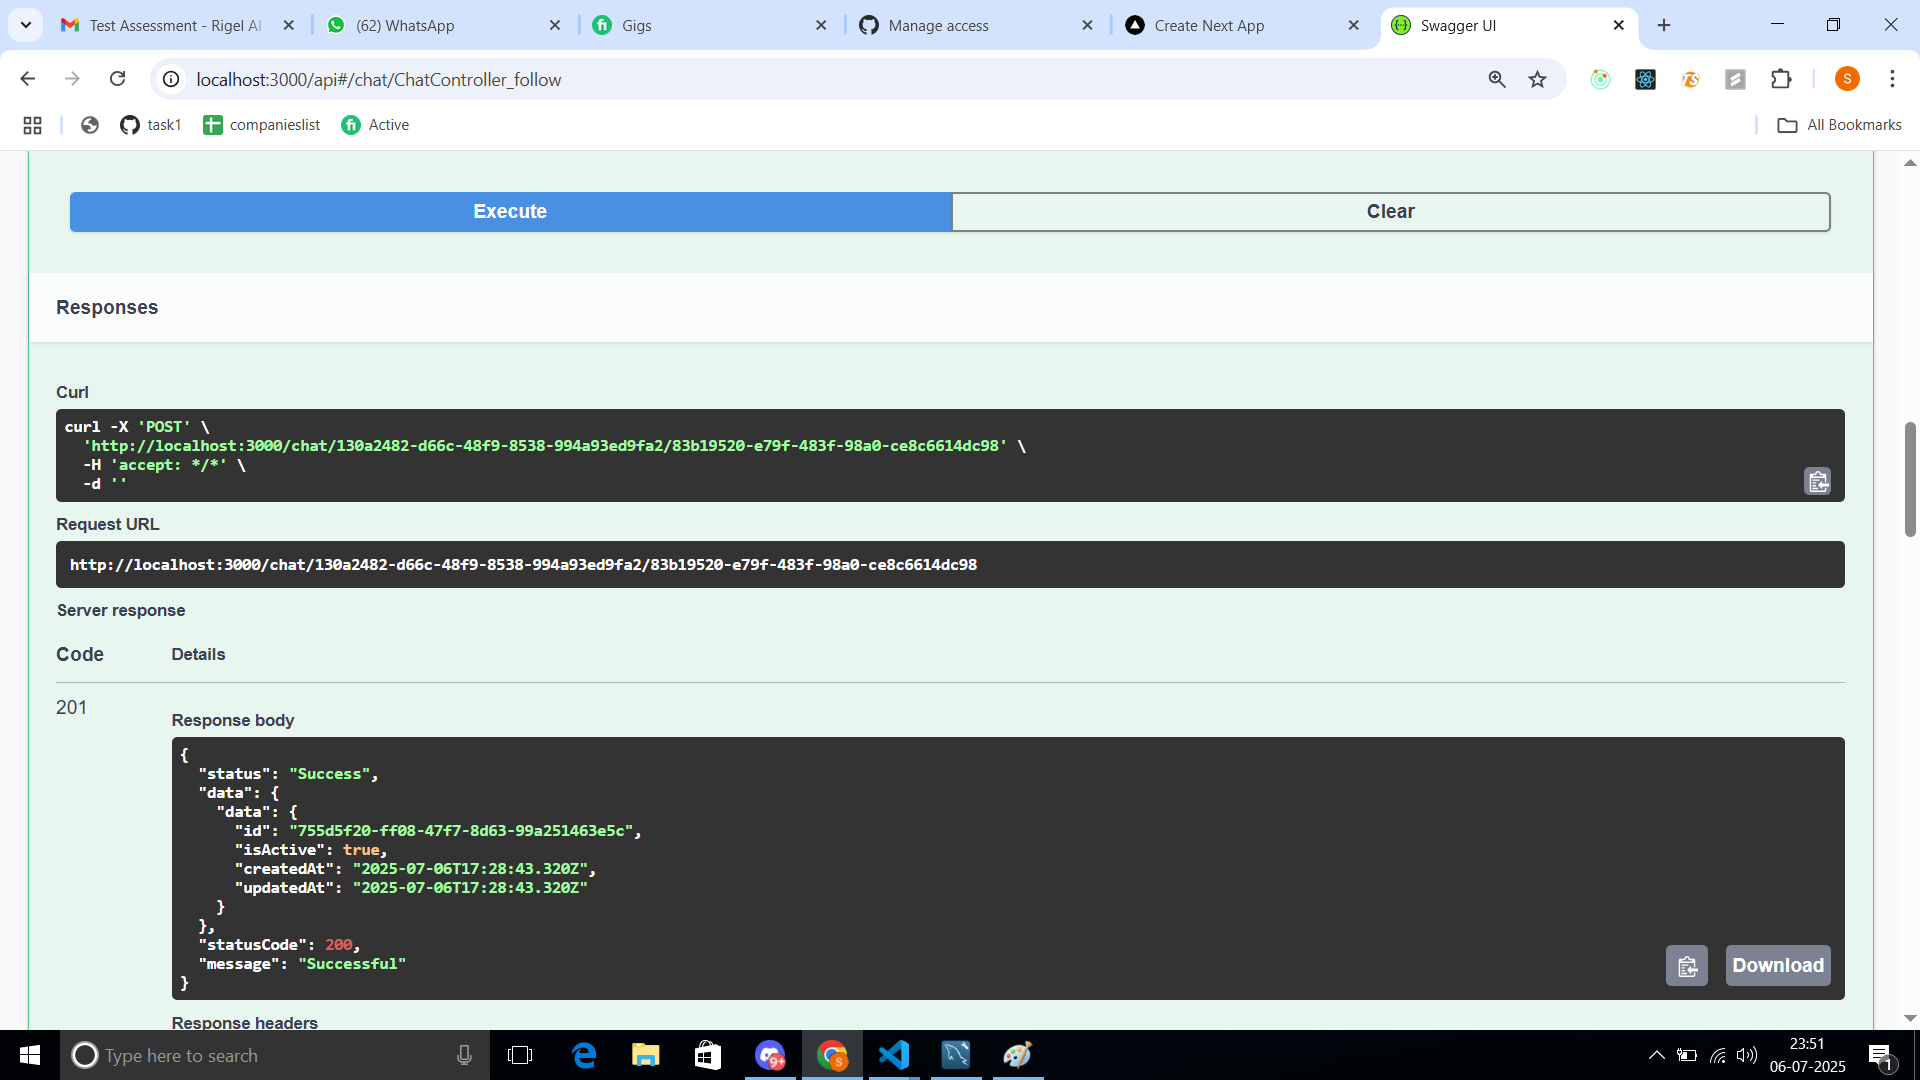 Test Assessment - Rigel AI
(62) WhatsApp
Gigs
Manage access
Create Next App
Swagger UI
localhost:3000/api#/chat/ChatController_follow
S
task1
companieslist
Active
All Bookmarks
Execute
Clear
Responses
Curl
curl -X 'POST' \
'http://localhost:3000/chat/130a2482-d66c-48f9-8538-994a93ed9fa2/83b19520-e79f-483f-98a0-ce8c6614dc98' \
-H 'accept: */*' \
-d ''
Request URL
http://localhost:3000/chat/130a2482-d66c-48f9-8538-994a93ed9fa2/83b19520-e79f-483f-98a0-ce8c6614dc98
Server response
Code
Details
201
Response body
{
"status": "Success",
"data": {
"data": {
"id": "755d5f20-ff08-47f7-8d63-99a251463e5c",
"isActive": true,
"createdAt": "2025-07-06T17:28:43.320Z",
"updatedAt": "2025-07-06T17:28:43.320Z"
}
},
"statusCode": 200,
"message": "Successful"
}
Download
Response headers
Type here to search
9+
S
23:51
06-07-2025
1